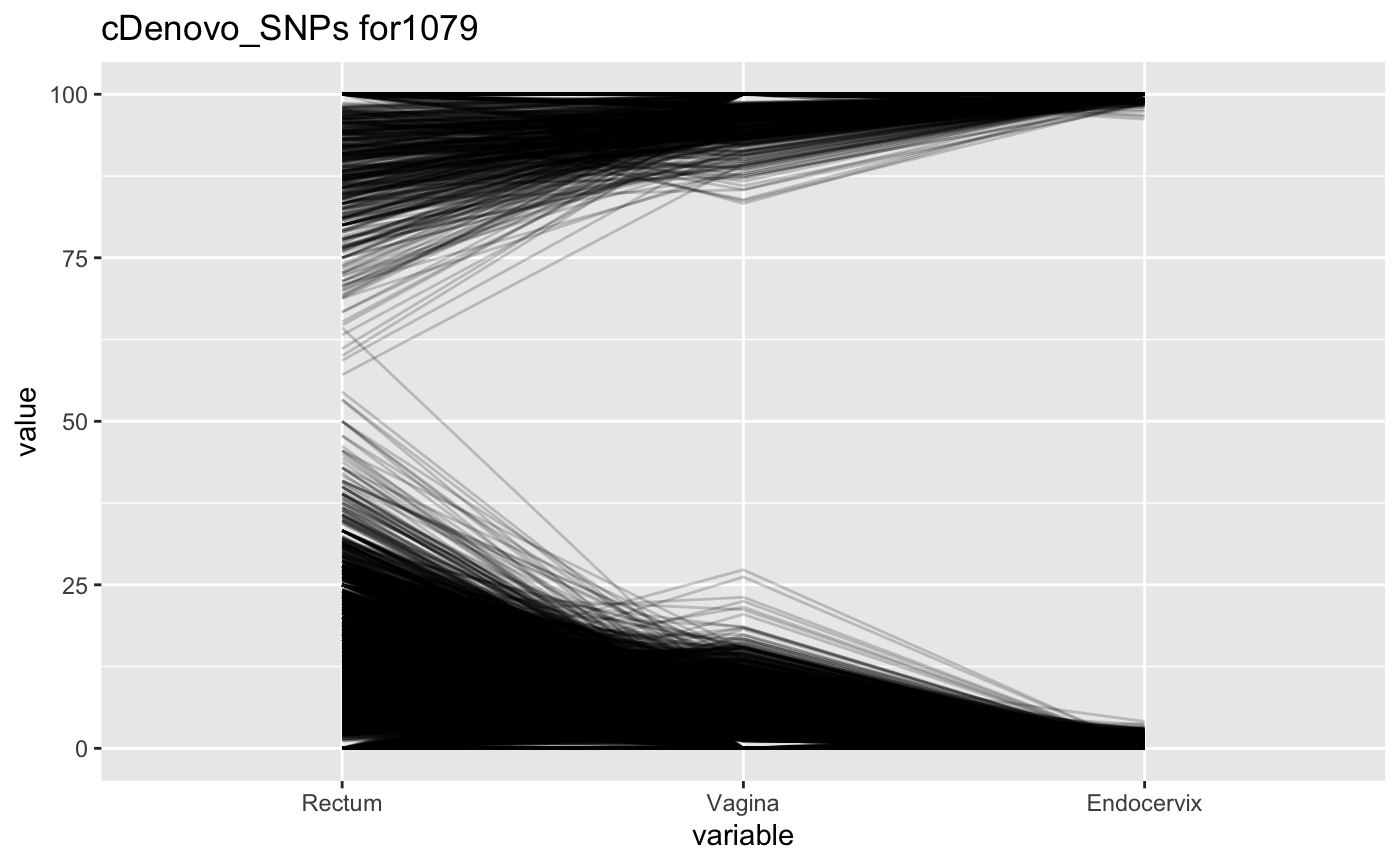 cDenovo_SNPs for1079
100
75
50
25
0
value
Rectum Vagina Endocervix
variable